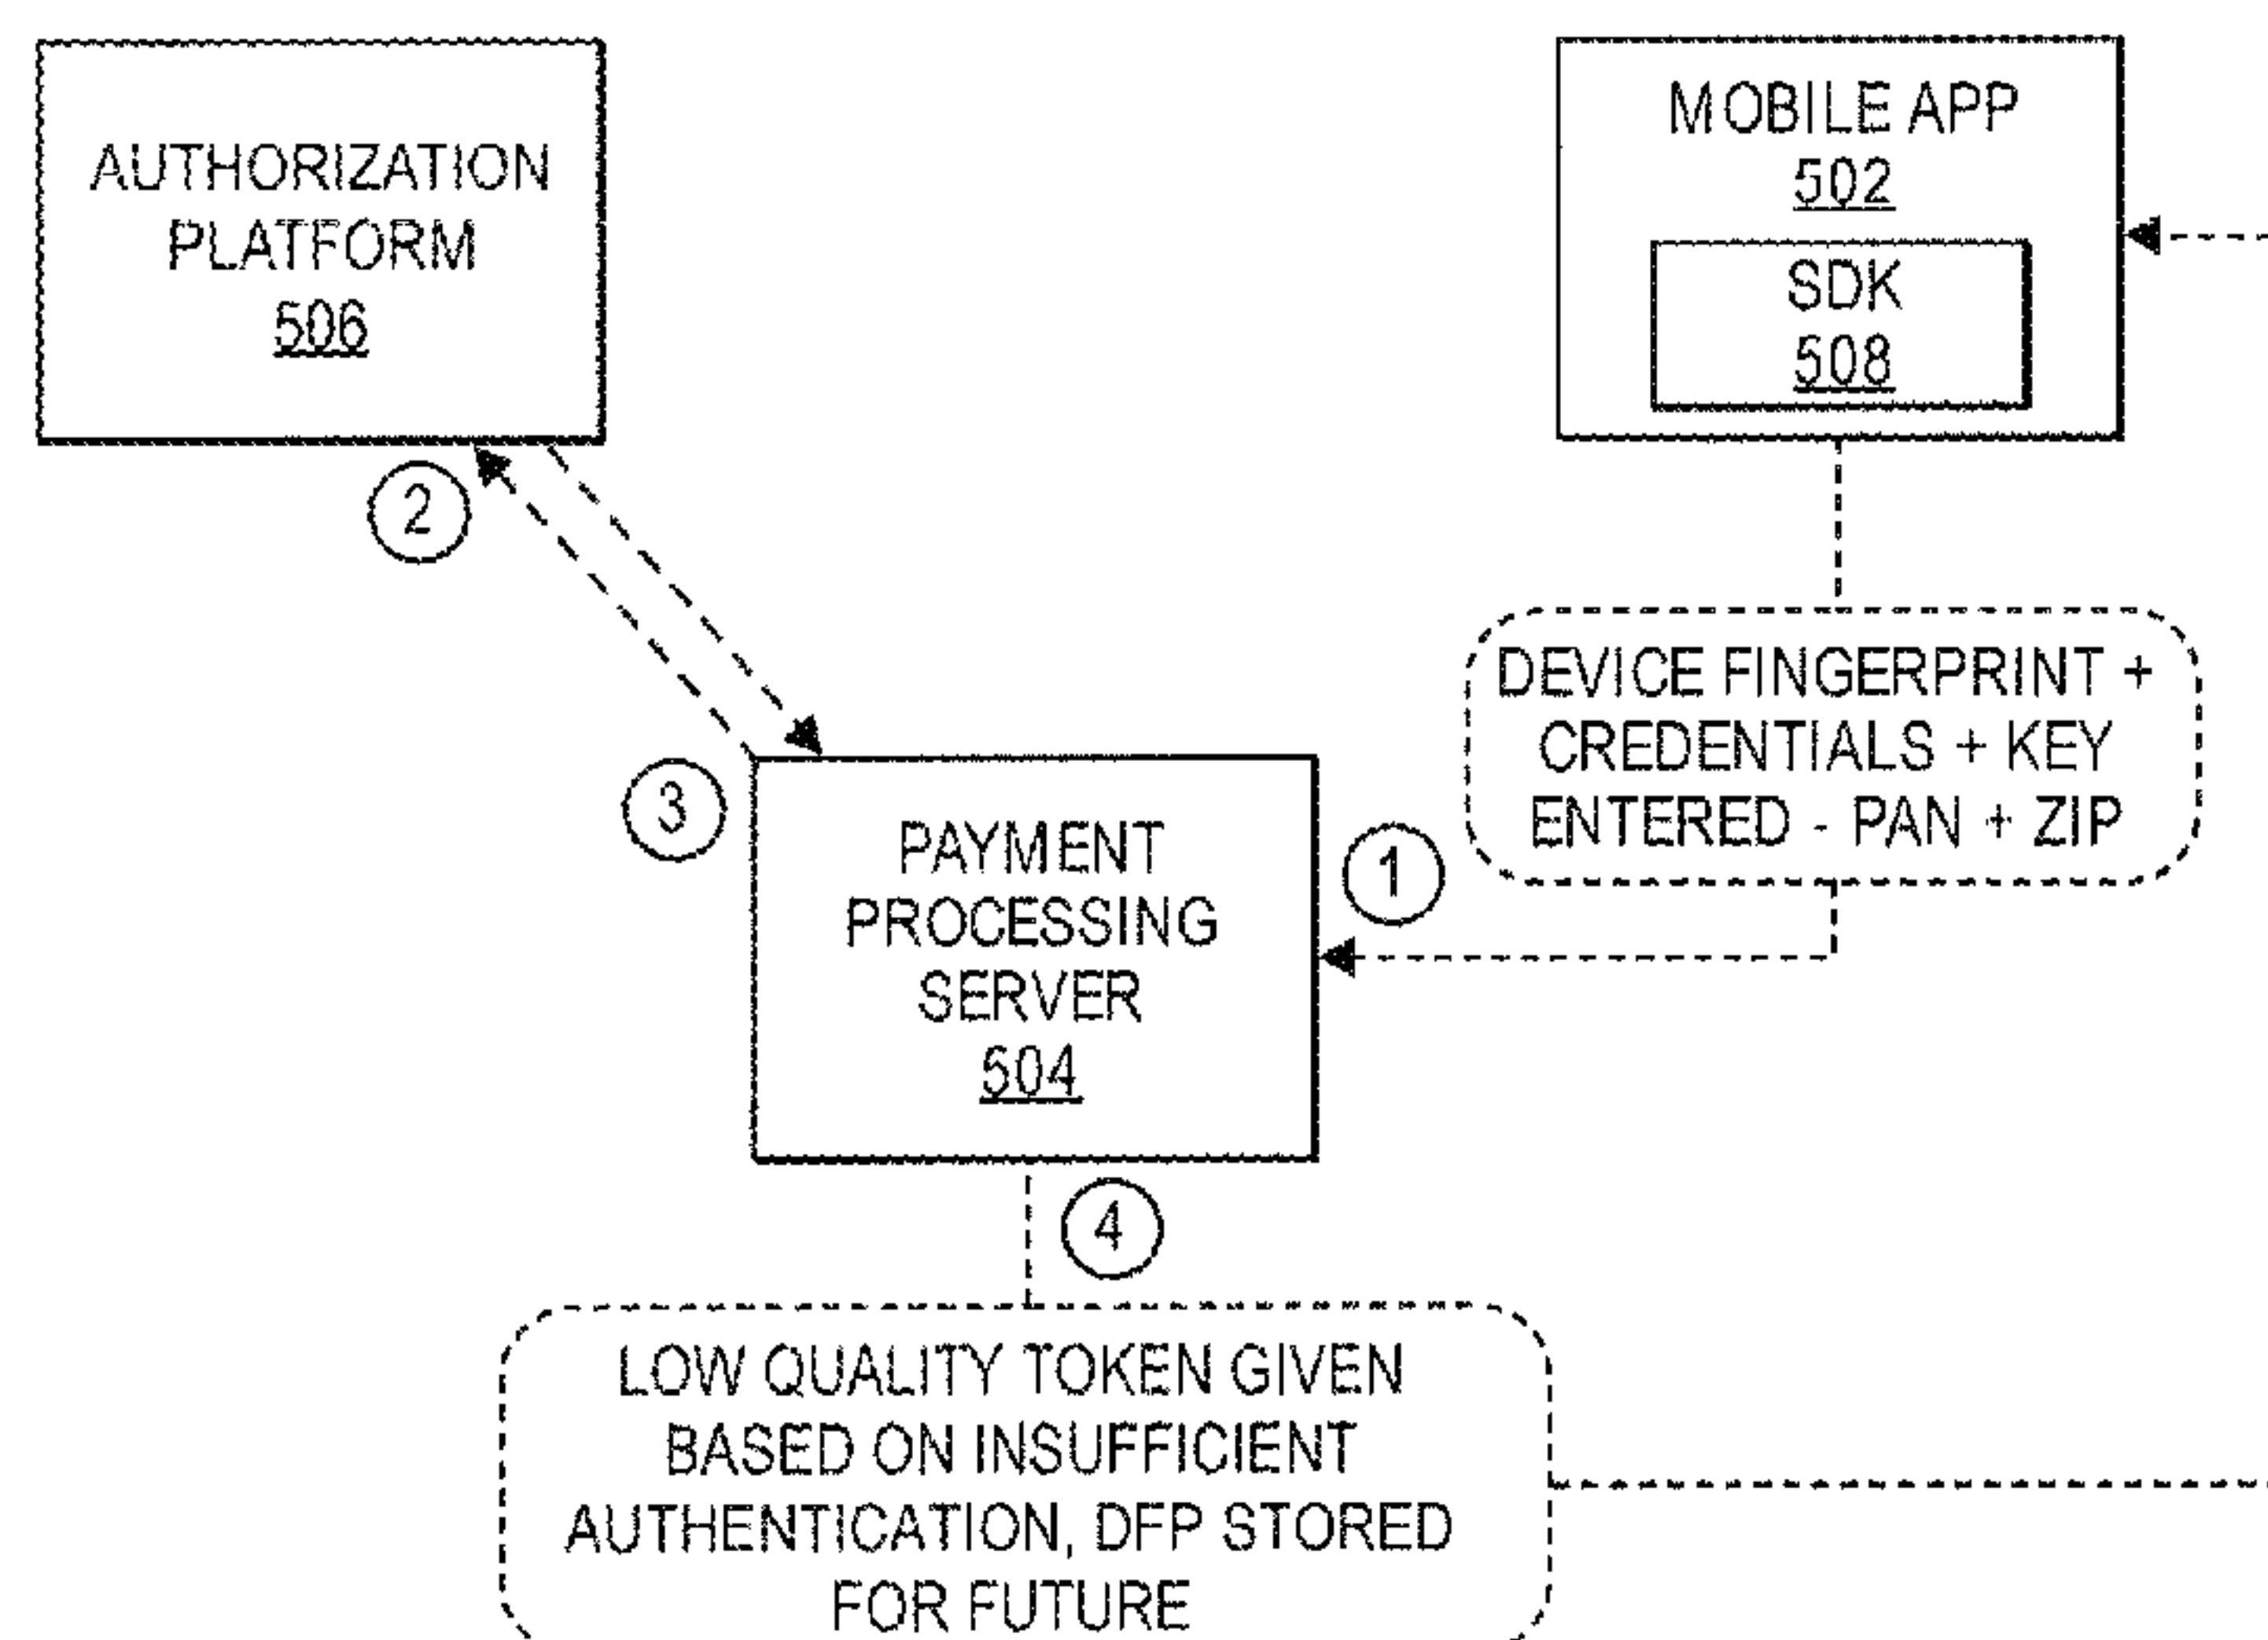 AUTHORIZATION
PLATFORM
506
MOBILE APP
502
SDK
508
2
DEVICE FINGERPRINT +
CREDENTIALS + KEY
ENTERED - PAN + ZIP
3
1
PAYMENT
PROCESSING
SERVER
504
4
LOW QUALITY TOKEN GIVEN
BASED ON INSUFFICIENT
AUTHENTICATION, DFP STORED
FOR FUTURE